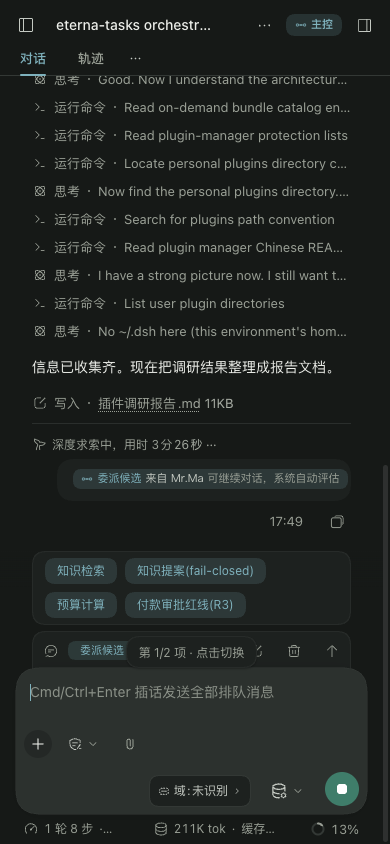 eterna-tasks orchestr... ··· 主控
对话 轨迹 ···
思考 · Good. Now I understand the architectur...
运行命令 · Read on-demand bundle catalog en...
运行命令 · Read plugin-manager protection lists
运行命令 · Locate personal plugins directory c...
思考 · Now find the personal plugins directory....
运行命令 · Search for plugins path convention
运行命令 · Read plugin manager Chinese REA...
思考 · I have a strong picture now. I still want t...
运行命令 · List user plugin directories
思考 · No ~/.dsh here (this environment's hom...
信息已收集齐。现在把调研结果整理成报告文档。
写入 · 插件调研报告.md 11KB
深度求索中，用时 3分26秒 ···
委派候选 来自 Mr.Ma 可继续对话，系统自动评估
17:49
知识检索 知识提案(fail-closed)
预算计算 付款审批红线(R3)
委派候选 第 1/2 项 · 点击切换
Cmd/Ctrl+Enter 插话发送全部排队消息
域:未识别 ›
1 轮 8 步 ·... 211K tok · 缓存... 13%